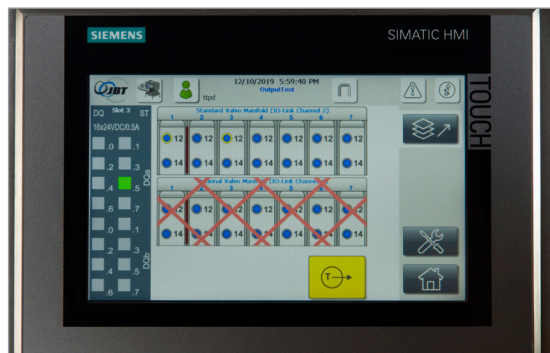 SIEMENS
SIMATIC HMI
TOUCH
JBT
ttpd
12/10/2019 5:59:40 PM
OutputTest
DQ Slot 3 ST
16x24VDC/0.5A
.0 .1
.2 .3
.4 .5
.6 .7
DQa
.0 .1
.2 .3
.4 .5
.6 .7
DQb
Standard Valve Manifold (IO-Link Channel 2)
1 2 3 4 5 6 7
12 12 12 12 12 12 12
14 14 14 14 14 14 14
Valve (IO-Link
1 2 3 4 5 7
12 12 12 12 12 12 12
14 14 14 14 14 14 14
T